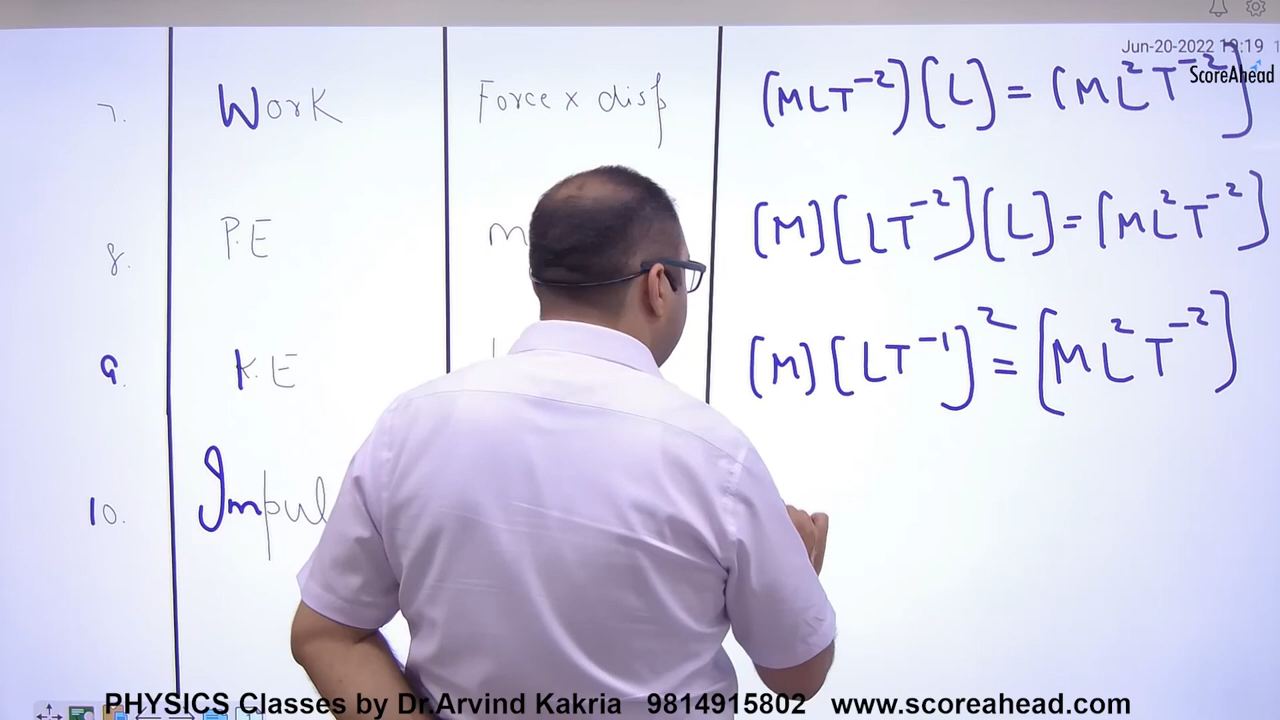 Jun-20-2022 19:19
ScoreAhead
7. Work Force x disp (MLT⁻²)[L] = [ML²T⁻²]
8. P.E m [M][LT⁻²][L] = [ML²T⁻²]
9. K.E [M][LT⁻¹]² = [ML²T⁻²]
10. Impul
PHYSICS Classes by Dr.Arvind Kakria 9814915802 www.scoreahead.com